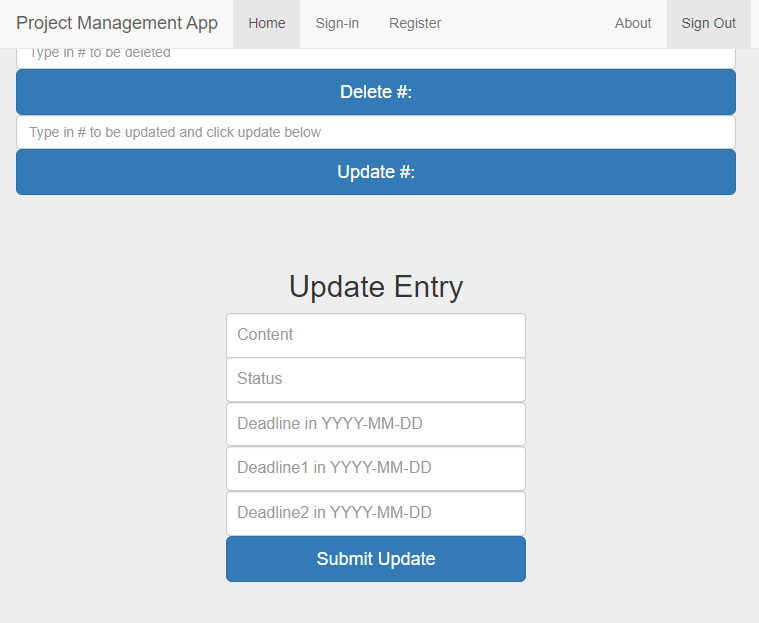 Project Management App Home Sign-in Register About Sign Out
Type in # to be deleted
Delete #:
Type in # to be updated and click update below
Update #:
Update Entry
Content
Status
Deadline in YYYY-MM-DD
Deadline1 in YYYY-MM-DD
Deadline2 in YYYY-MM-DD
Submit Update